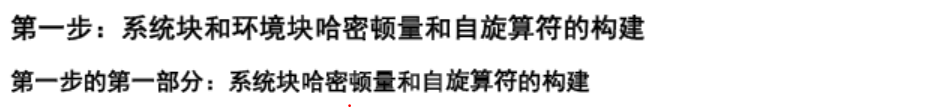 第一步：系统块和环境块哈密顿量和自旋算符的构建
第一步的第一部分：系统块哈密顿量和自旋算符的构建